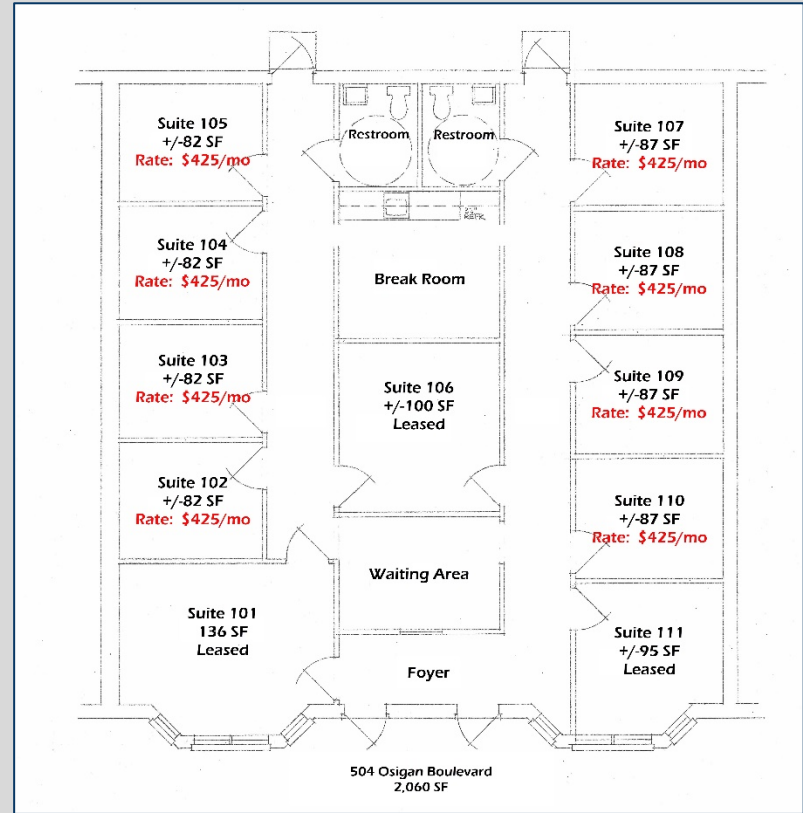 Suite 105
+/-82 SF
Rate: $425/mo
Restroom
Restroom
Suite 107
+/-87 SF
Rate: $425/mo
REFR.
Suite 104
+/-82 SF
Rate: $425/mo
Break Room
Suite 108
+/-87 SF
Rate: $425/mo
Suite 103
+/-82 SF
Rate: $425/mo
Suite 106
+/-100 SF
Leased
Suite 109
+/-87 SF
Rate: $425/mo
Suite 102
+/-82 SF
Rate: $425/mo
Suite 110
+/-87 SF
Rate: $425/mo
Waiting Area
Suite 101
136 SF
Leased
Suite 111
+/-95 SF
Leased
Foyer
504 Osigan Boulevard
2,060 SF